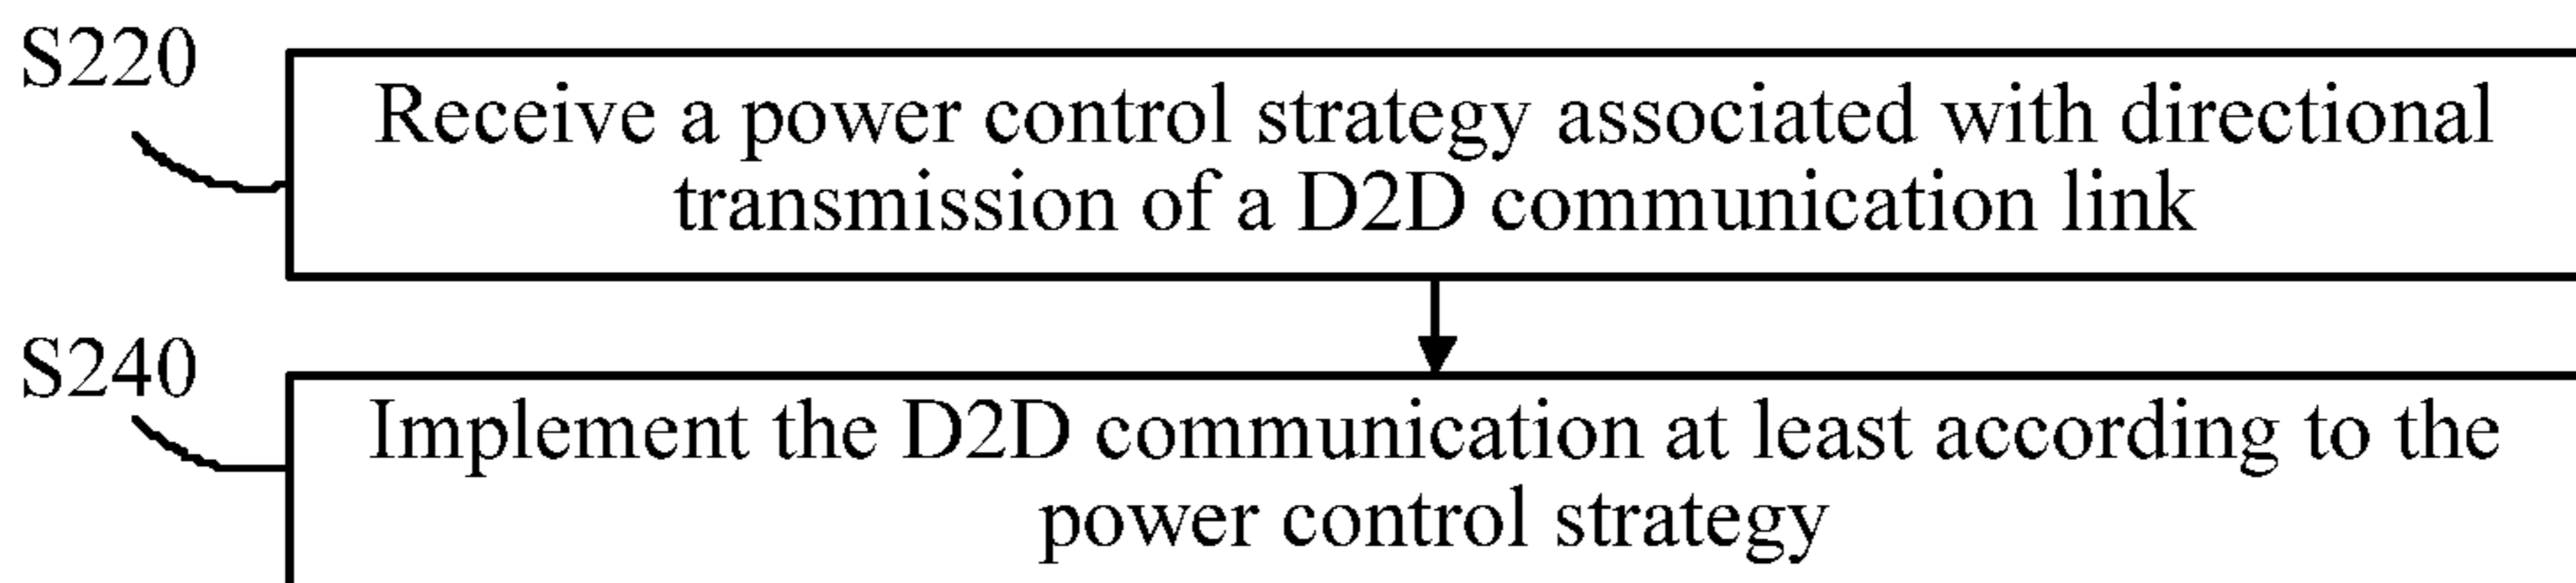 S220
Receive a power control strategy associated with directional
transmission of a D2D communication link
S240
Implement the D2D communication at least according to the
power control strategy